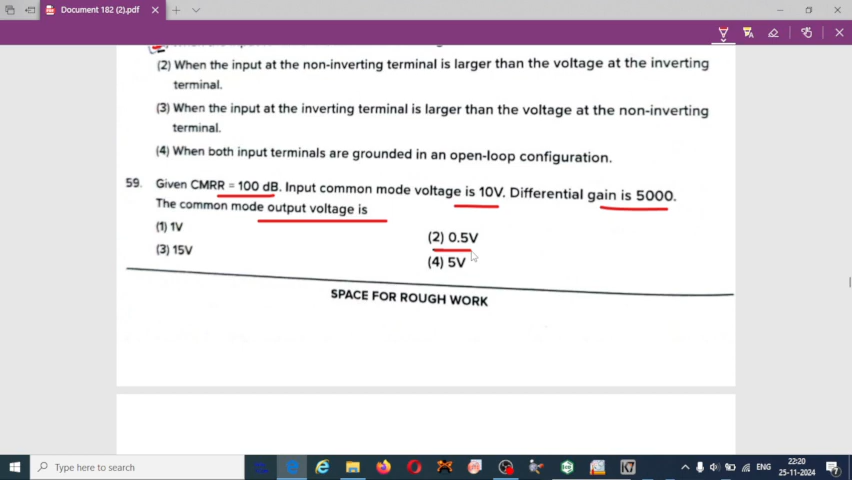 Document 182 (2).pdf
(2) When the input at the non-inverting terminal is larger than the voltage at the inverting
terminal.
(3) When the input at the inverting terminal is larger than the voltage at the non-inverting
terminal.
(4) When both input terminals are grounded in an open-loop configuration.
59. Given CMRR = 100 dB. Input common mode voltage is 10V. Differential gain is 5000.
The common mode output voltage is
(1) 1V
(2) 0.5V
(3) 15V
(4) 5V
SPACE FOR ROUGH WORK
Type here to search
ENG
22:20
25-11-2024